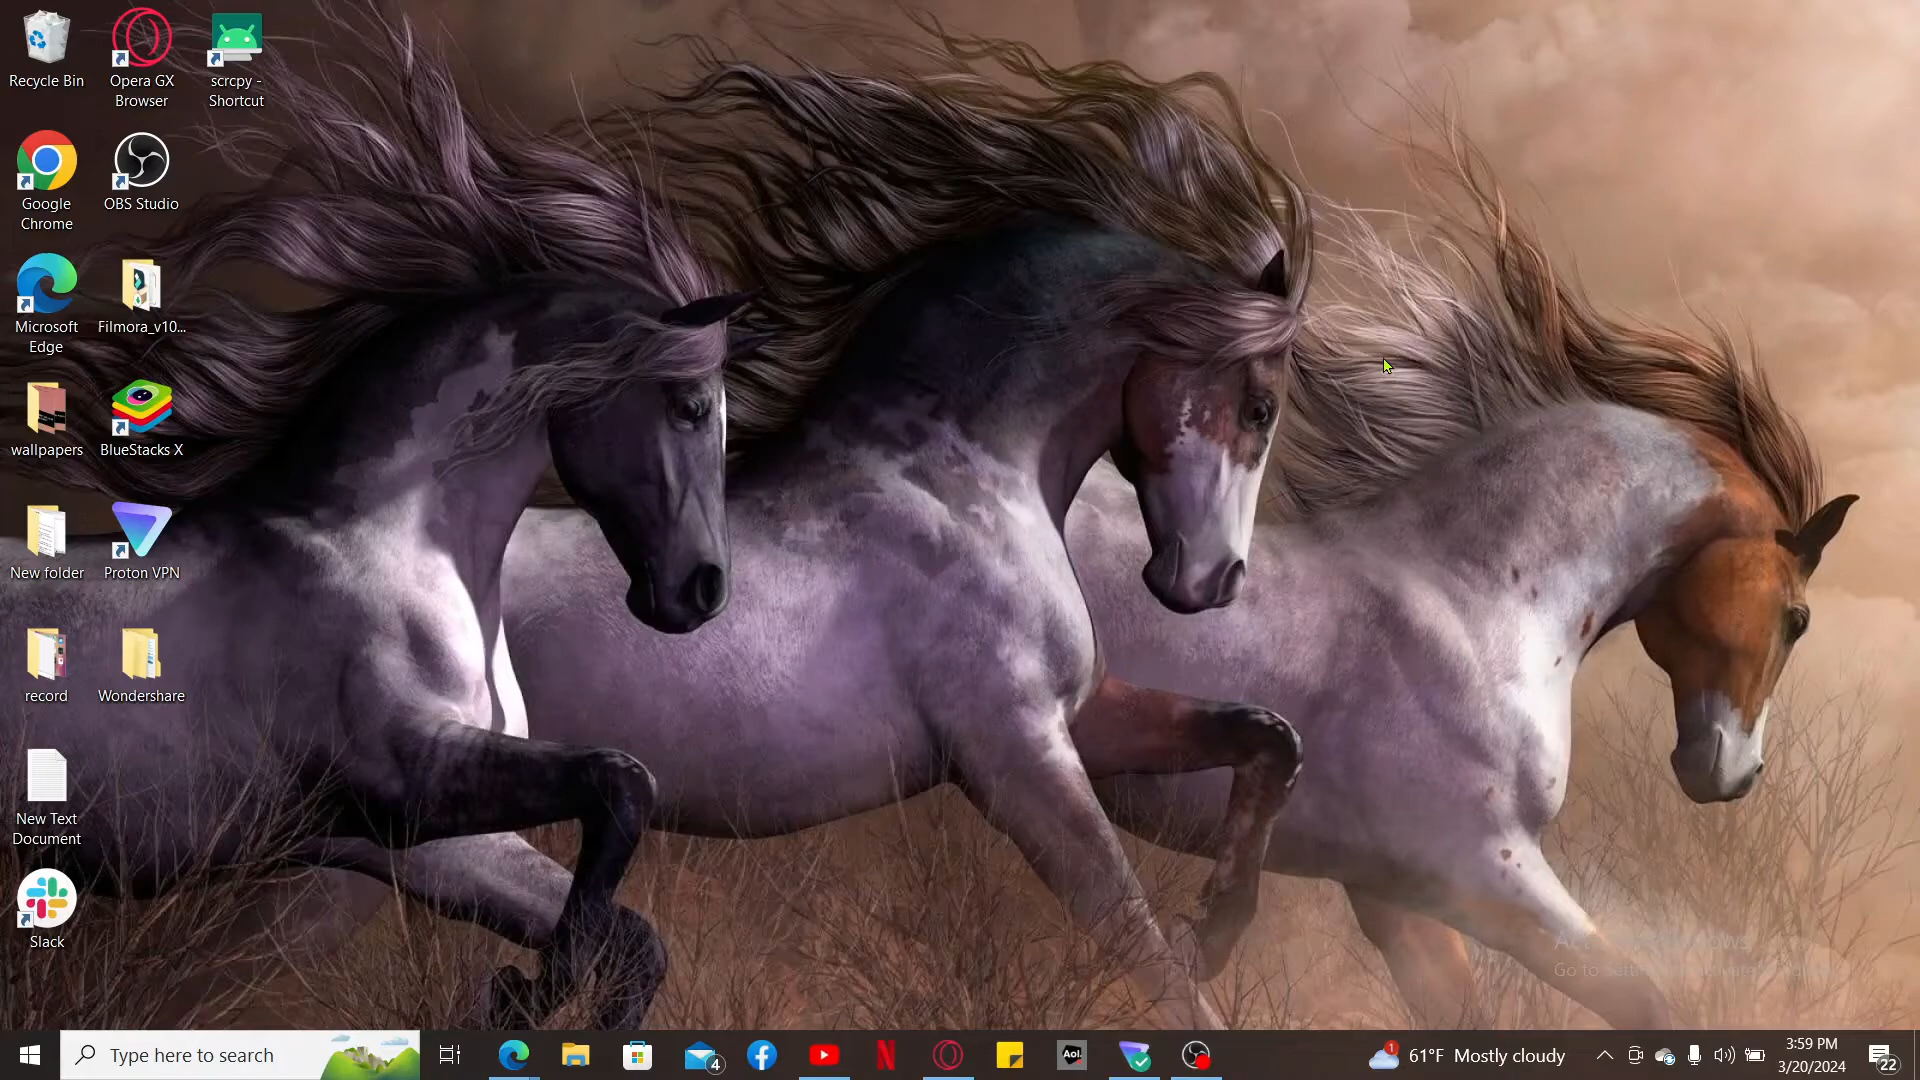 Recycle Bin
Opera GX
Browser
scrcpy -
Shortcut
Google
Chrome
OBS Studio
Microsoft
Edge
Filmora_v10...
wallpapers
BlueStacks X
New folder
Proton VPN
record
Wondershare
New Text
Document
Slack
Type here to search
4
Aol.
1
61°F Mostly cloudy
3:59 PM
3/20/2024
22